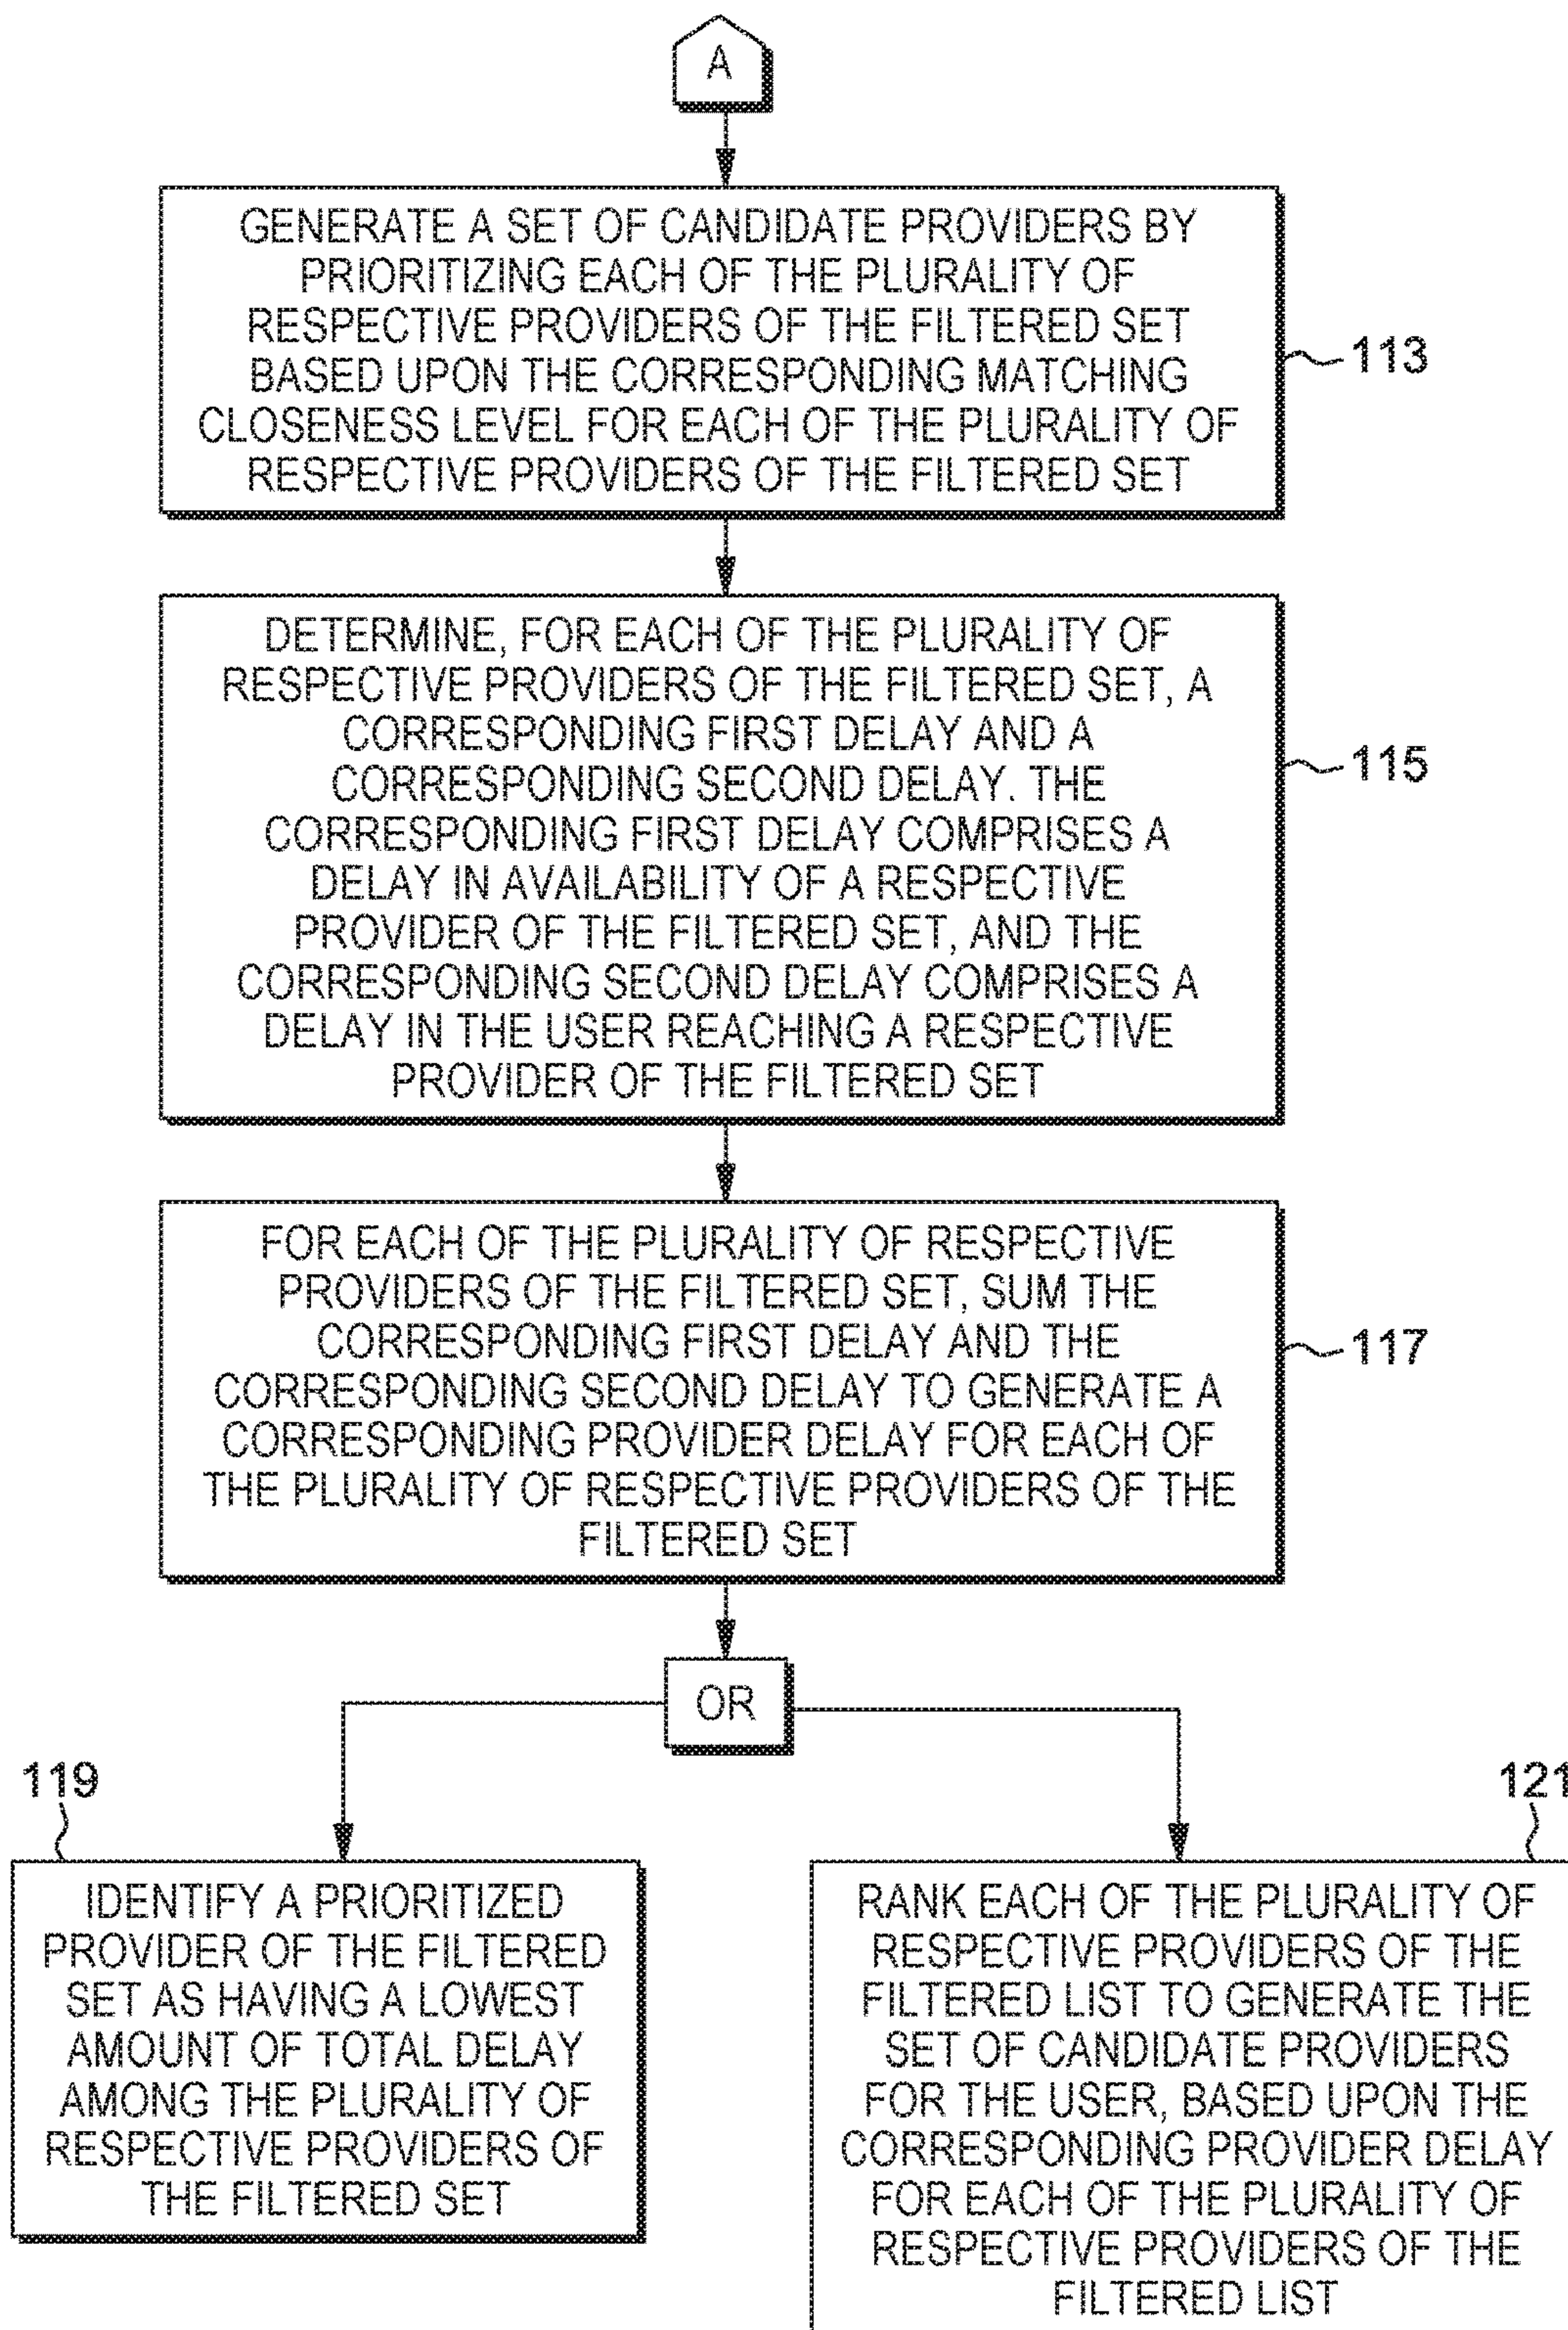 A
GENERATE A SET OF CANDIDATE PROVIDERS BY
PRIORITIZING EACH OF THE PLURALITY OF
RESPECTIVE PROVIDERS OF THE FILTERED SET
BASED UPON THE CORRESPONDING MATCHING
CLOSENESS LEVEL FOR EACH OF THE PLURALITY OF
RESPECTIVE PROVIDERS OF THE FILTERED SET
113
DETERMINE, FOR EACH OF THE PLURALITY OF
RESPECTIVE PROVIDERS OF THE FILTERED SET, A
CORRESPONDING FIRST DELAY AND A
CORRESPONDING SECOND DELAY. THE
CORRESPONDING FIRST DELAY COMPRISES A
DELAY IN AVAILABILITY OF A RESPECTIVE
PROVIDER OF THE FILTERED SET, AND THE
CORRESPONDING SECOND DELAY COMPRISES A
DELAY IN THE USER REACHING A RESPECTIVE
PROVIDER OF THE FILTERED SET
115
FOR EACH OF THE PLURALITY OF RESPECTIVE
PROVIDERS OF THE FILTERED SET, SUM THE
CORRESPONDING FIRST DELAY AND THE
CORRESPONDING SECOND DELAY TO GENERATE A
CORRESPONDING PROVIDER DELAY FOR EACH OF
THE PLURALITY OF RESPECTIVE PROVIDERS OF THE
FILTERED SET
117
OR
119
IDENTIFY A PRIORITIZED
PROVIDER OF THE FILTERED
SET AS HAVING A LOWEST
AMOUNT OF TOTAL DELAY
AMONG THE PLURALITY OF
RESPECTIVE PROVIDERS OF
THE FILTERED SET
121
RANK EACH OF THE PLURALITY OF
RESPECTIVE PROVIDERS OF THE
FILTERED LIST TO GENERATE THE
SET OF CANDIDATE PROVIDERS
FOR THE USER, BASED UPON THE
CORRESPONDING PROVIDER DELAY
FOR EACH OF THE PLURALITY OF
RESPECTIVE PROVIDERS OF THE
FILTERED LIST